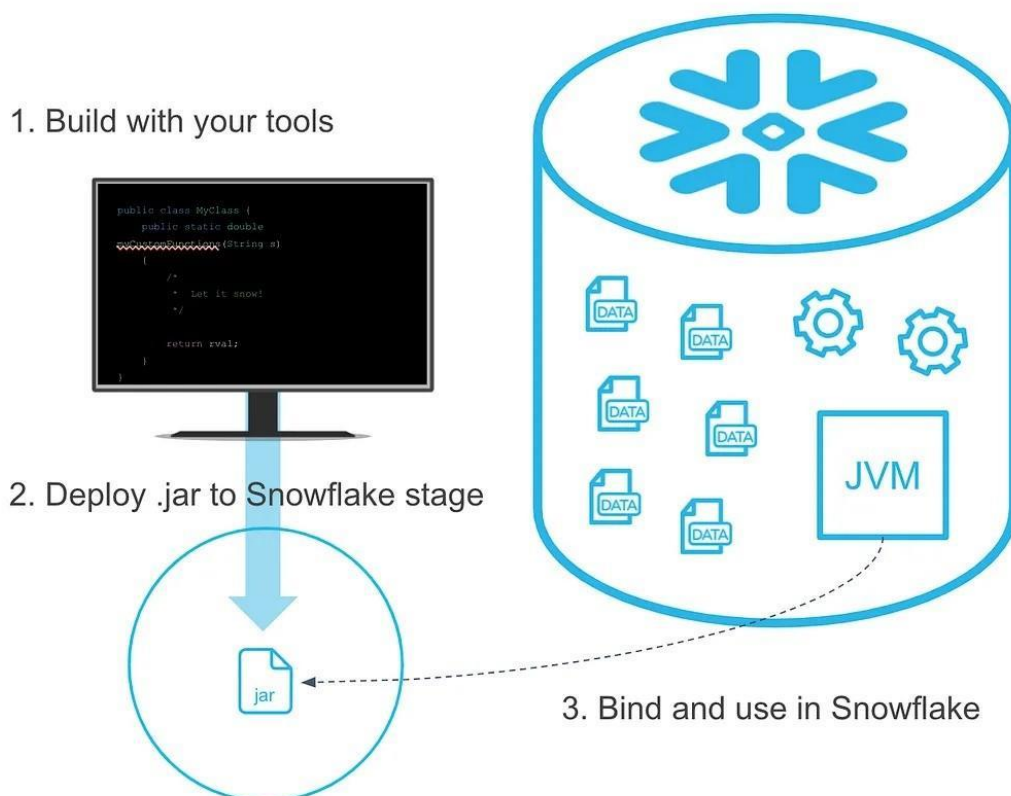 1. Build with your tools
public class MyClass {
public static double
myCustomFunctions(String s)
{
/*
* Let it snow!
*/
return rval;
}
}
2. Deploy .jar to Snowflake stage
jar
DATA
DATA
DATA
DATA
DATA
DATA
JVM
3. Bind and use in Snowflake